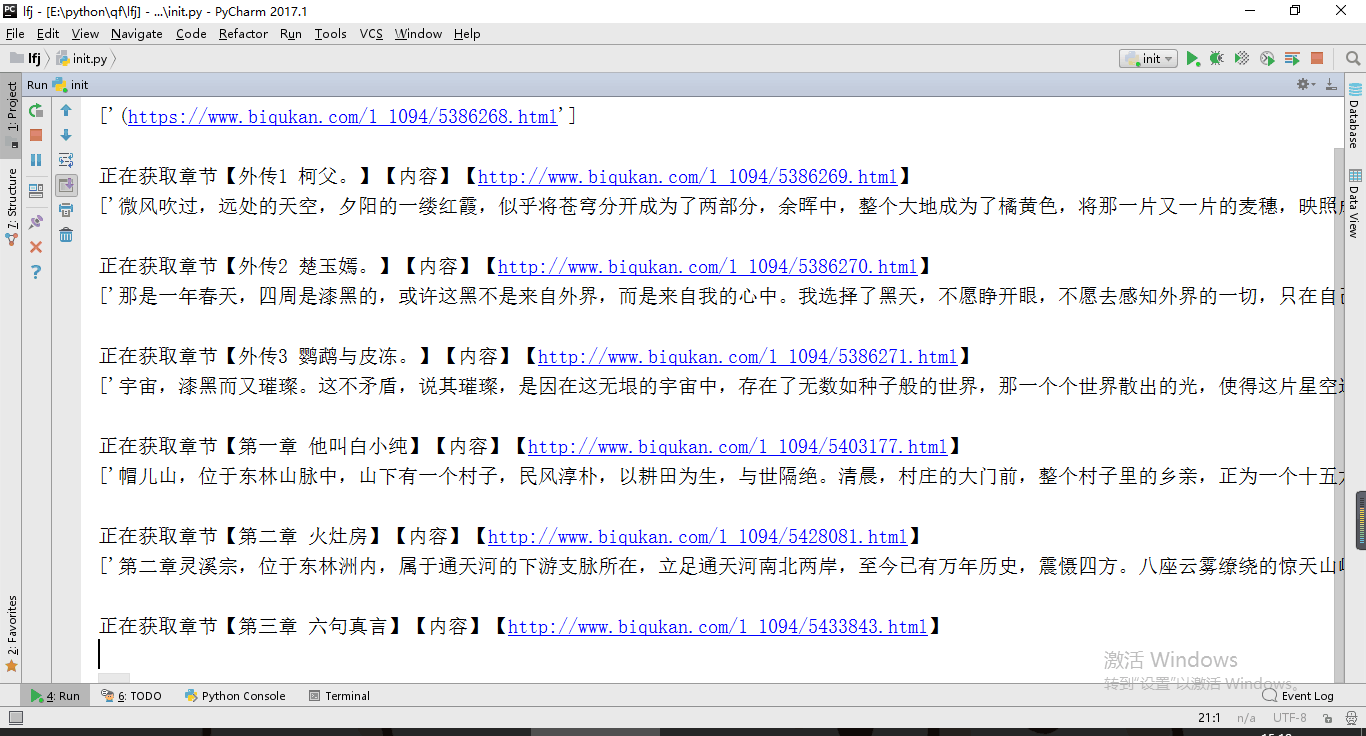 lfj - [E:\python\qf\lfj] - ...\init.py - PyCharm 2017.1
File Edit View Navigate Code Refactor Run Tools VCS Window Help
lfj init.py init
Run init
1: Project
7: Structure
2: Favorites
Database
Data View
['(https://www.biqukan.com/1_1094/5386268.html']
正在获取章节【外传1 柯父。】【内容】【http://www.biqukan.com/1_1094/5386269.html】
['微风吹过，远处的天空，夕阳的一缕红霞，似乎将苍穹分开成为了两部分，余晖中，整个大地成为了橘黄色，将那一片又一片的麦穗，映照
正在获取章节【外传2 楚玉嫣。】【内容】【http://www.biqukan.com/1_1094/5386270.html】
['那是一年春天，四周是漆黑的，或许这黑不是来自外界，而是来自我的心中。我选择了黑天，不愿睁开眼，不愿去感知外界的一切，只在自
正在获取章节【外传3 鹦鹉与皮冻。】【内容】【http://www.biqukan.com/1_1094/5386271.html】
['宇宙，漆黑而又璀璨。这不矛盾，说其璀璨，是因在这无垠的宇宙中，存在了无数如种子般的世界，那一个个世界散出的光，使得这片星空
正在获取章节【第一章 他叫白小纯】【内容】【http://www.biqukan.com/1_1094/5403177.html】
['帽儿山，位于东林山脉中，山下有一个村子，民风淳朴，以耕田为生，与世隔绝。清晨，村庄的大门前，整个村子里的乡亲，正为一个十五
正在获取章节【第二章 火灶房】【内容】【http://www.biqukan.com/1_1094/5428081.html】
['第二章灵溪宗，位于东林洲内，属于通天河的下游支脉所在，立足通天河南北两岸，至今已有万年历史，震慑四方。八座云雾缭绕的惊天山
正在获取章节【第三章 六句真言】【内容】【http://www.biqukan.com/1_1094/5433843.html】
激活 Windows
转到"设置"以激活 Windows。
4: Run 6: TODO Python Console Terminal Event Log
21:1 n/a UTF-8